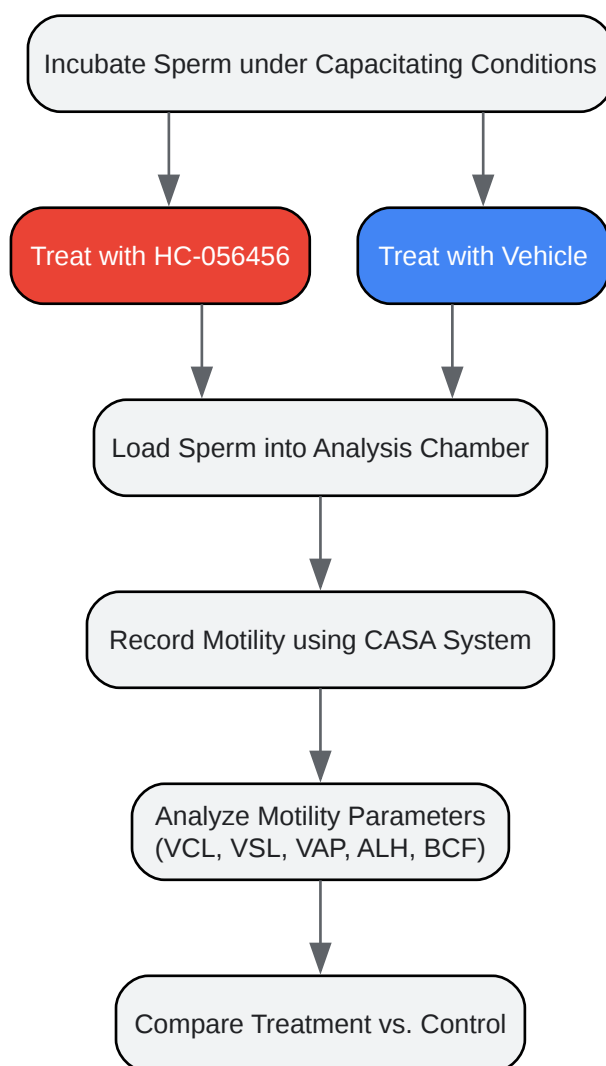 Incubate Sperm under Capacitating Conditions
Treat with HC-056456
Treat with Vehicle
Load Sperm into Analysis Chamber
Record Motility using CASA System
Analyze Motility Parameters
(VCL, VSL, VAP, ALH, BCF)
Compare Treatment vs. Control